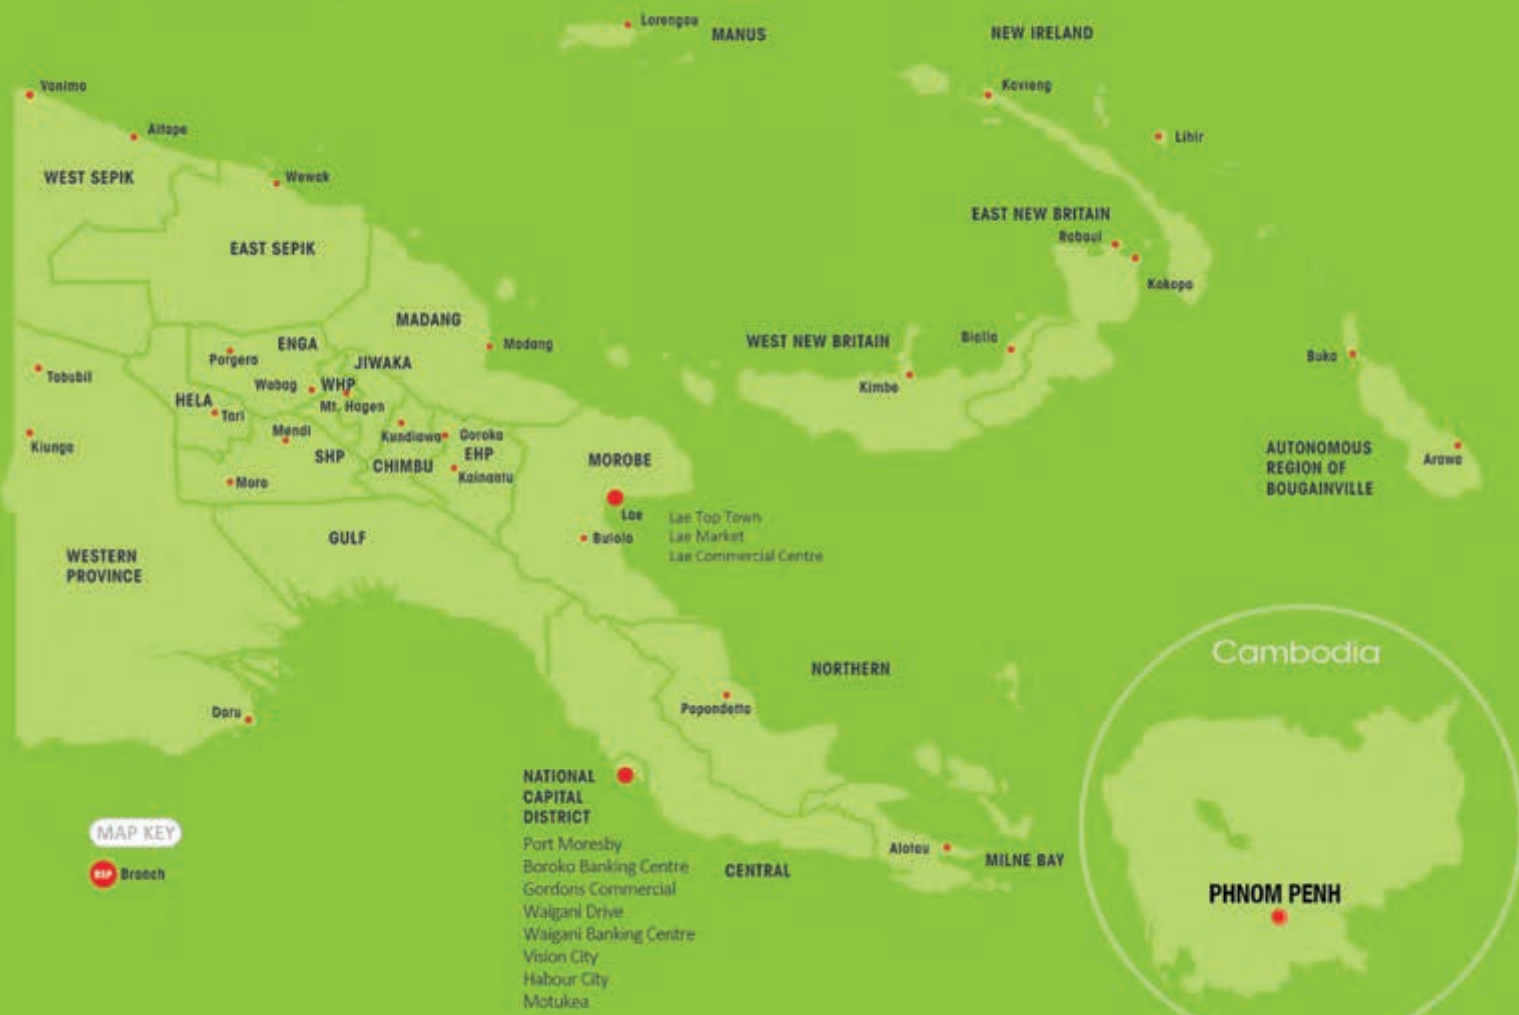 Lorengau
MANUS
NEW IRELAND
Vanimo
Kavieng
Aitape
Lihir
WEST SEPIK
Wewak
EAST NEW BRITAIN
Rabaul
EAST SEPIK
Kokopo
MADANG
WEST NEW BRITAIN
Bialla
Madang
ENGA
Porgera
JIWAKA
Buka
Tabubil
Wabag
WHP
Kimbe
HELA
Mt. Hagen
Tari
Mendi
Kundiawa
Goroka
Kiunga
SHP
EHP
CHIMBU
MOROBE
AUTONOMOUS
REGION OF
BOUGAINVILLE
Arawa
Kainantu
Moro
Lae
Lae Top Town
Lae Market
Lae Commercial Centre
Bulolo
GULF
WESTERN
PROVINCE
NORTHERN
Cambodia
Popondetta
Daru
NATIONAL
CAPITAL
DISTRICT
Port Moresby
Boroko Banking Centre
Gordons Commercial
Waigani Drive
Waigani Banking Centre
Vision City
Habour City
Motukea
MAP KEY
BSP Branch
CENTRAL
Alotau
MILNE BAY
PHNOM PENH